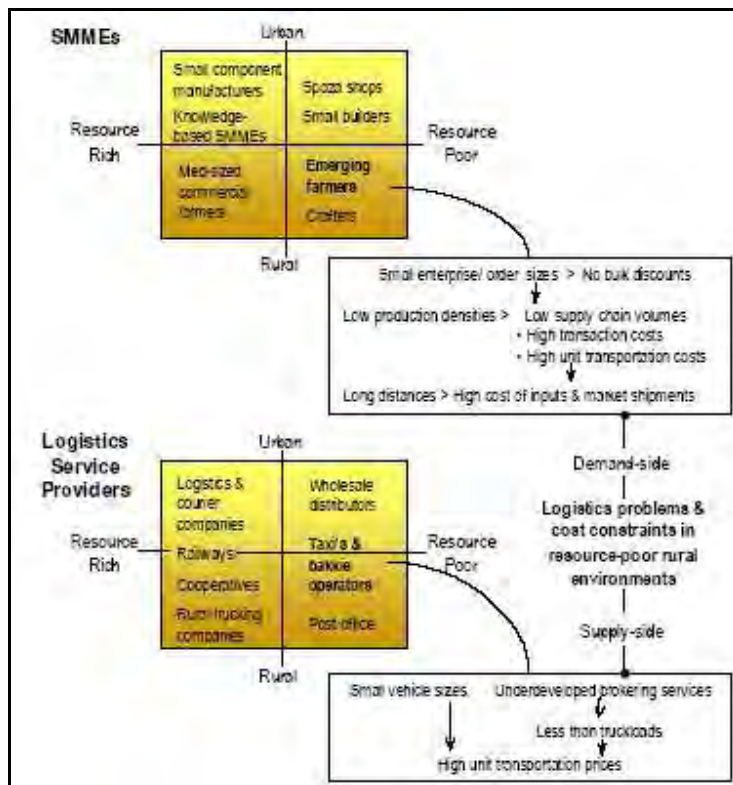 SMMEs
Urban
Small component
manufacturers
Knowledge-
based SMMEs
Spaza shops
Small builders
Resource
Rich
Resource
Poor
Med-sized
commercial
farmers
Emerging
farmers
Crafters
Rural
Small enterprise/ order sizes > No bulk discounts
Low production densities > Low supply chain volumes
• High transaction costs
• High unit transportation costs
Long distances > High cost of inputs & market shipments
Logistics
Service
Providers
Urban
Logistics &
courier
companies
Wholesale
distributors
Resource
Rich
Railways
Taxi's &
bakkie
operators
Resource
Poor
Cooperatives
Rural trucking
companies
Post office
Rural
Demand-side
Logistics problems &
cost constraints in
resource-poor rural
environments
Supply-side
Small vehicle sizes
Underdeveloped brokering services
Less than truckloads
High unit transportation prices